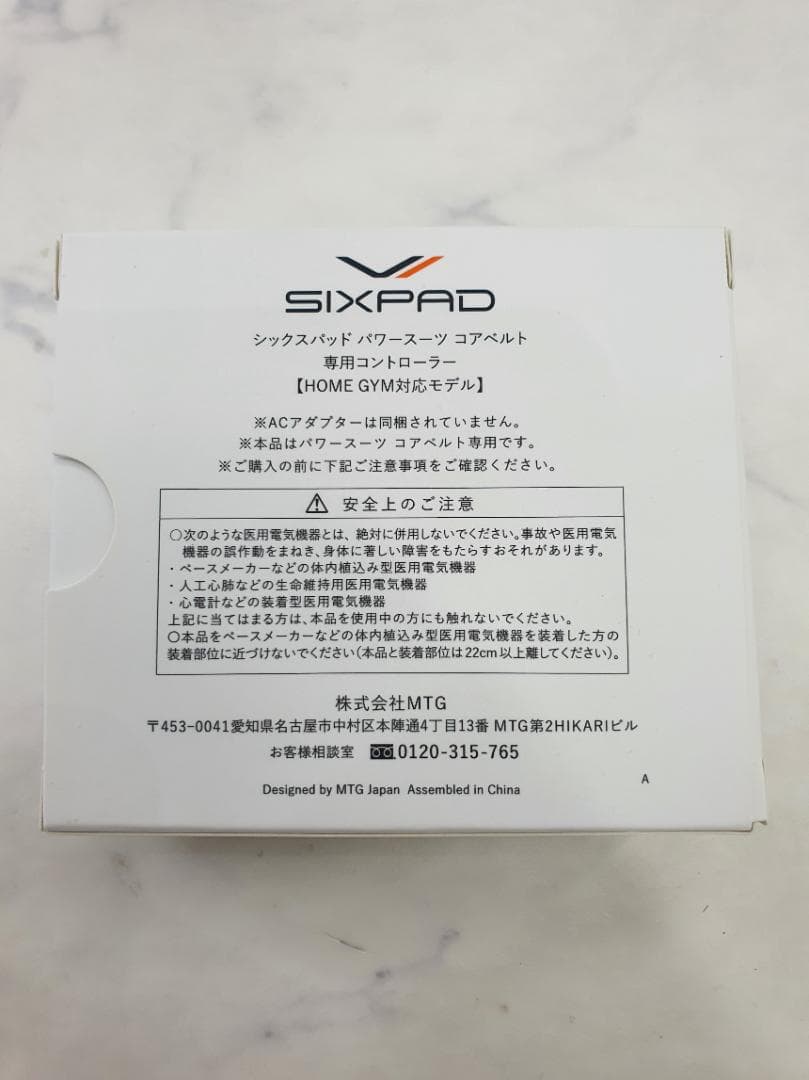 SIXPAD
シックスパッド パワースーツ コアベルト
専用コントローラー
【HOME GYM対応モデル】
※ACアダプターは同梱されていません。
※本品はパワースーツ コアベルト専用です。
※ご購入の前に下記ご注意事項をご確認ください。
安全上のご注意
○次のような医用電気機器とは、絶対に併用しないでください。事故や医用電気
機器の誤作動をまねき、身体に著しい障害をもたらすおそれがあります。
・ペースメーカーなどの体内植込み型医用電気機器
・人工心肺などの生命維持用医用電気機器
・心電計などの装着型医用電気機器
上記に当てはまる方は、本品を使用中の方にも触れないでください。
○本品をペースメーカーなどの体内植込み型医用電気機器を装着した方の
装着部位に近づけないでください(本品と装着部位は22cm以上離してください)。
株式会社MTG
〒453-0041愛知県名古屋市中村区本陣通4丁目13番 MTG第2HIKARIビル
お客様相談室 0120-315-765
Designed by MTG Japan Assembled in China
A